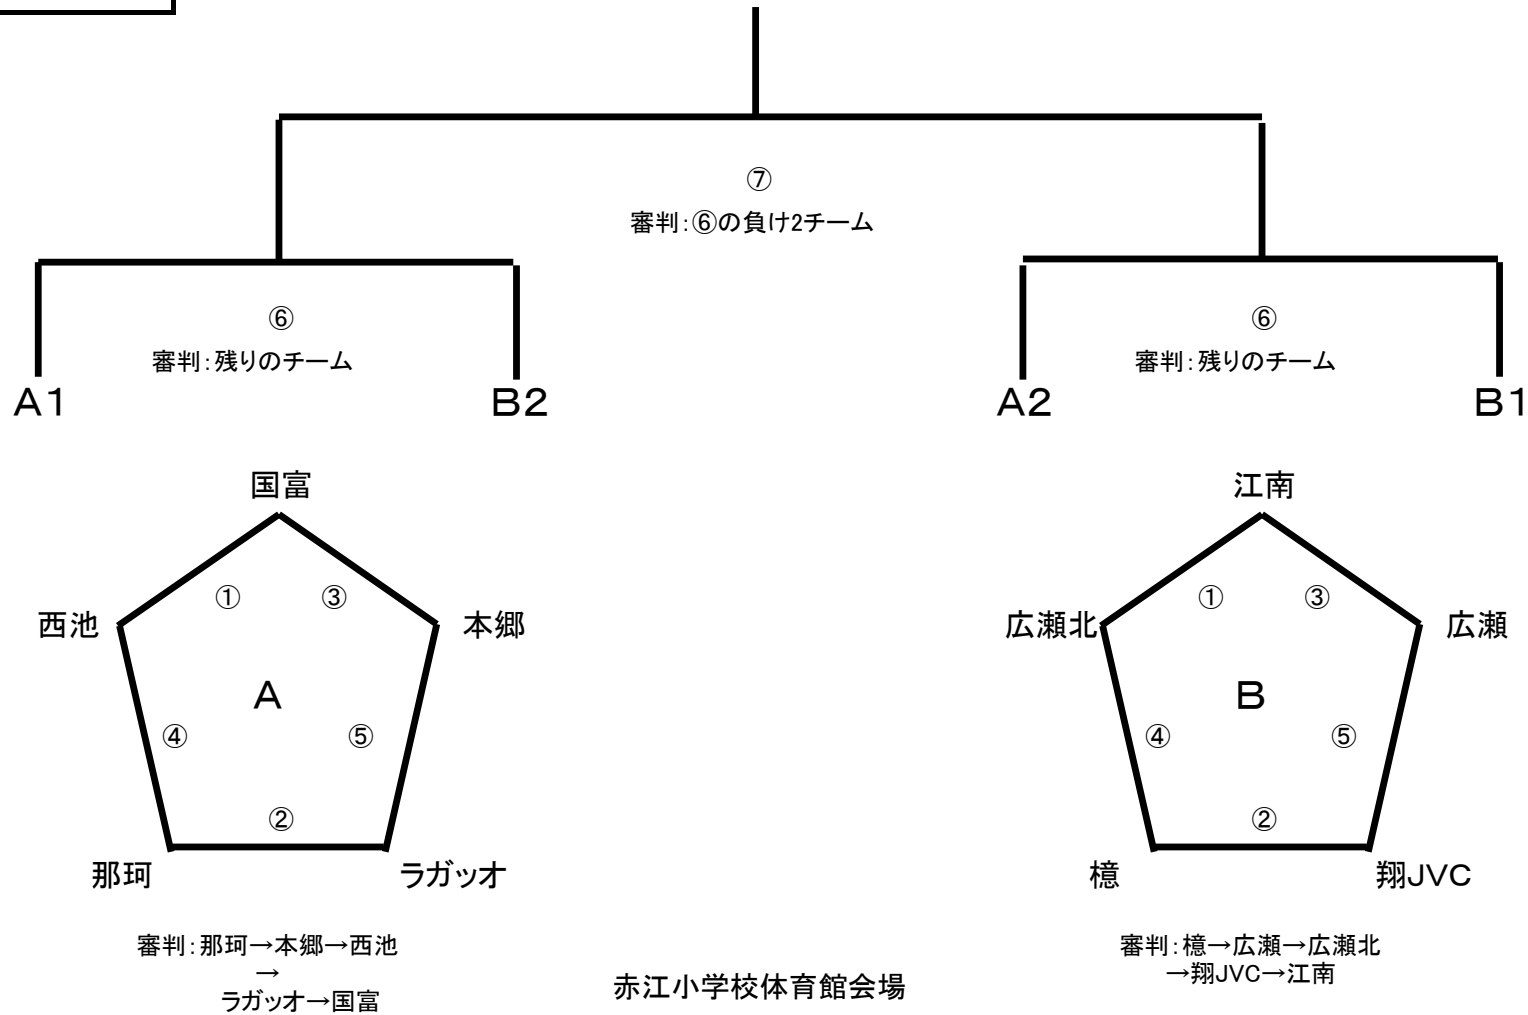 ⑦
審判：⑥の負け2チーム
⑥
審判：残りのチーム
⑥
審判：残りのチーム
A1
B2
A2
B1
国富
①
③
西池
本郷
A
④
⑤
②
那珂
ラガッオ
審判：那珂→本郷→西池
→
ラガッオ→国富
江南
①
③
広瀬北
広瀬
B
④
⑤
②
檍
翔JVC
審判：檍→広瀬→広瀬北
→翔JVC→江南
赤江小学校体育館会場